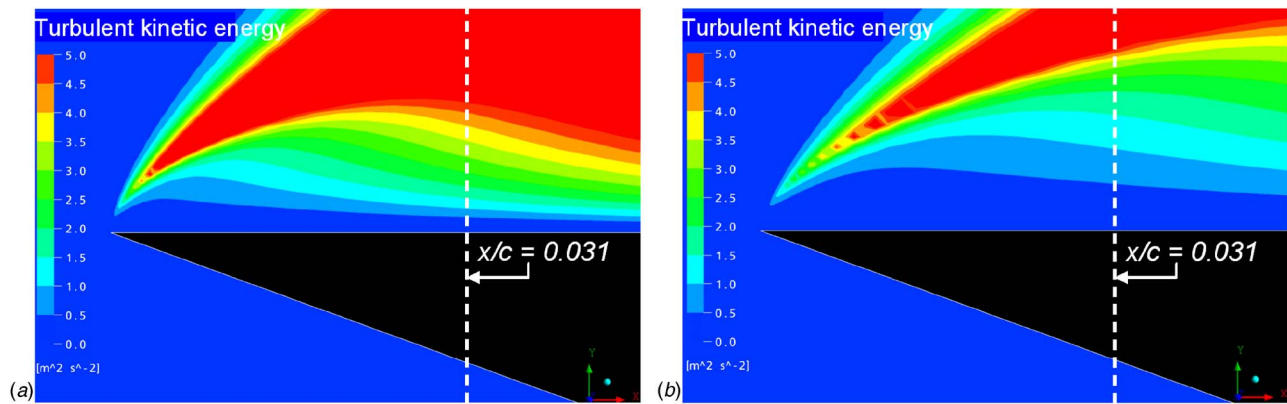 Turbulent kinetic energy
5.0
4.5
4.0
3.5
3.0
2.5
2.0
1.5
1.0
0.5
0.0
[m^2 s^-2]
x/c = 0.031
Y
X
(a)
Turbulent kinetic energy
5.0
4.5
4.0
3.5
3.0
2.5
2.0
1.5
1.0
0.5
0.0
[m^2 s^-2]
x/c = 0.031
Y
X
(b)